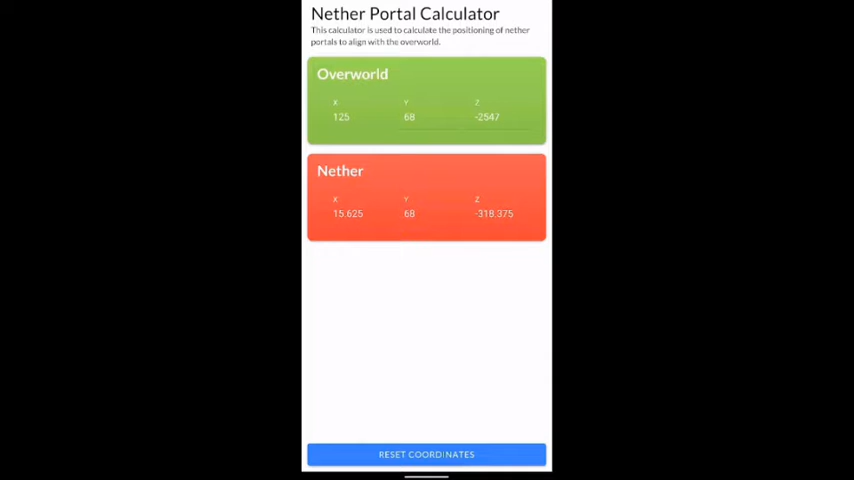 Nether Portal Calculator
This calculator is used to calculate the positioning of nether
portals to align with the overworld.
Overworld
X Y Z
125 68 -2547
Nether
X Y Z
15.625 68 -318.375
RESET COORDINATES